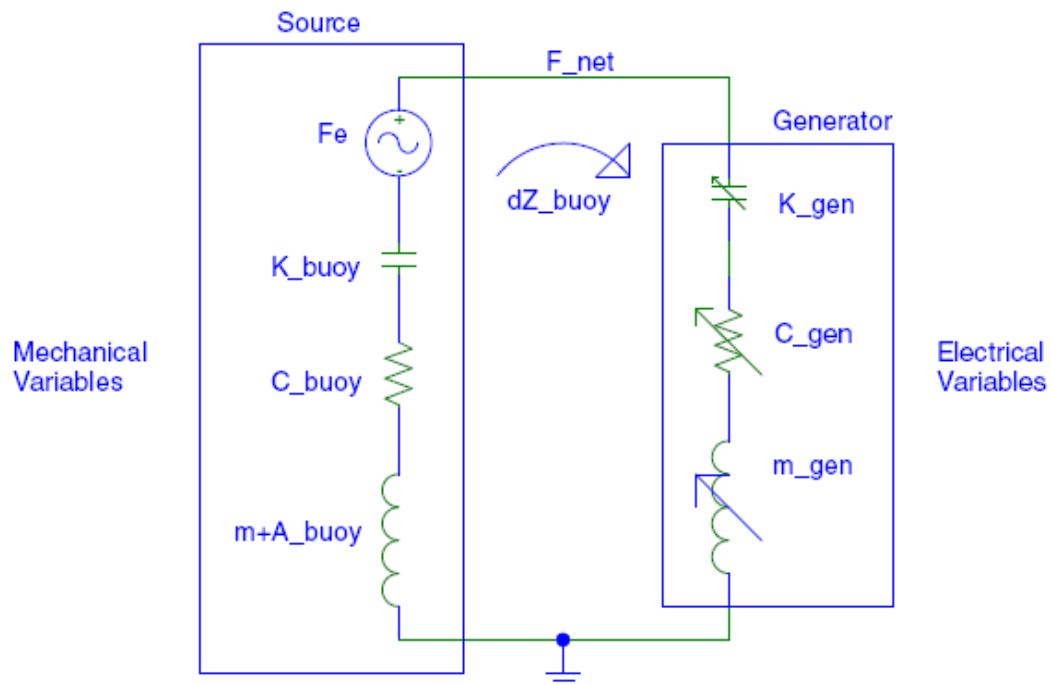 Source
F_net
Fe
+
-
Generator
dZ_buoy
K_gen
K_buoy
C_gen
Mechanical
Variables
C_buoy
Electrical
Variables
m_gen
m+A_buoy